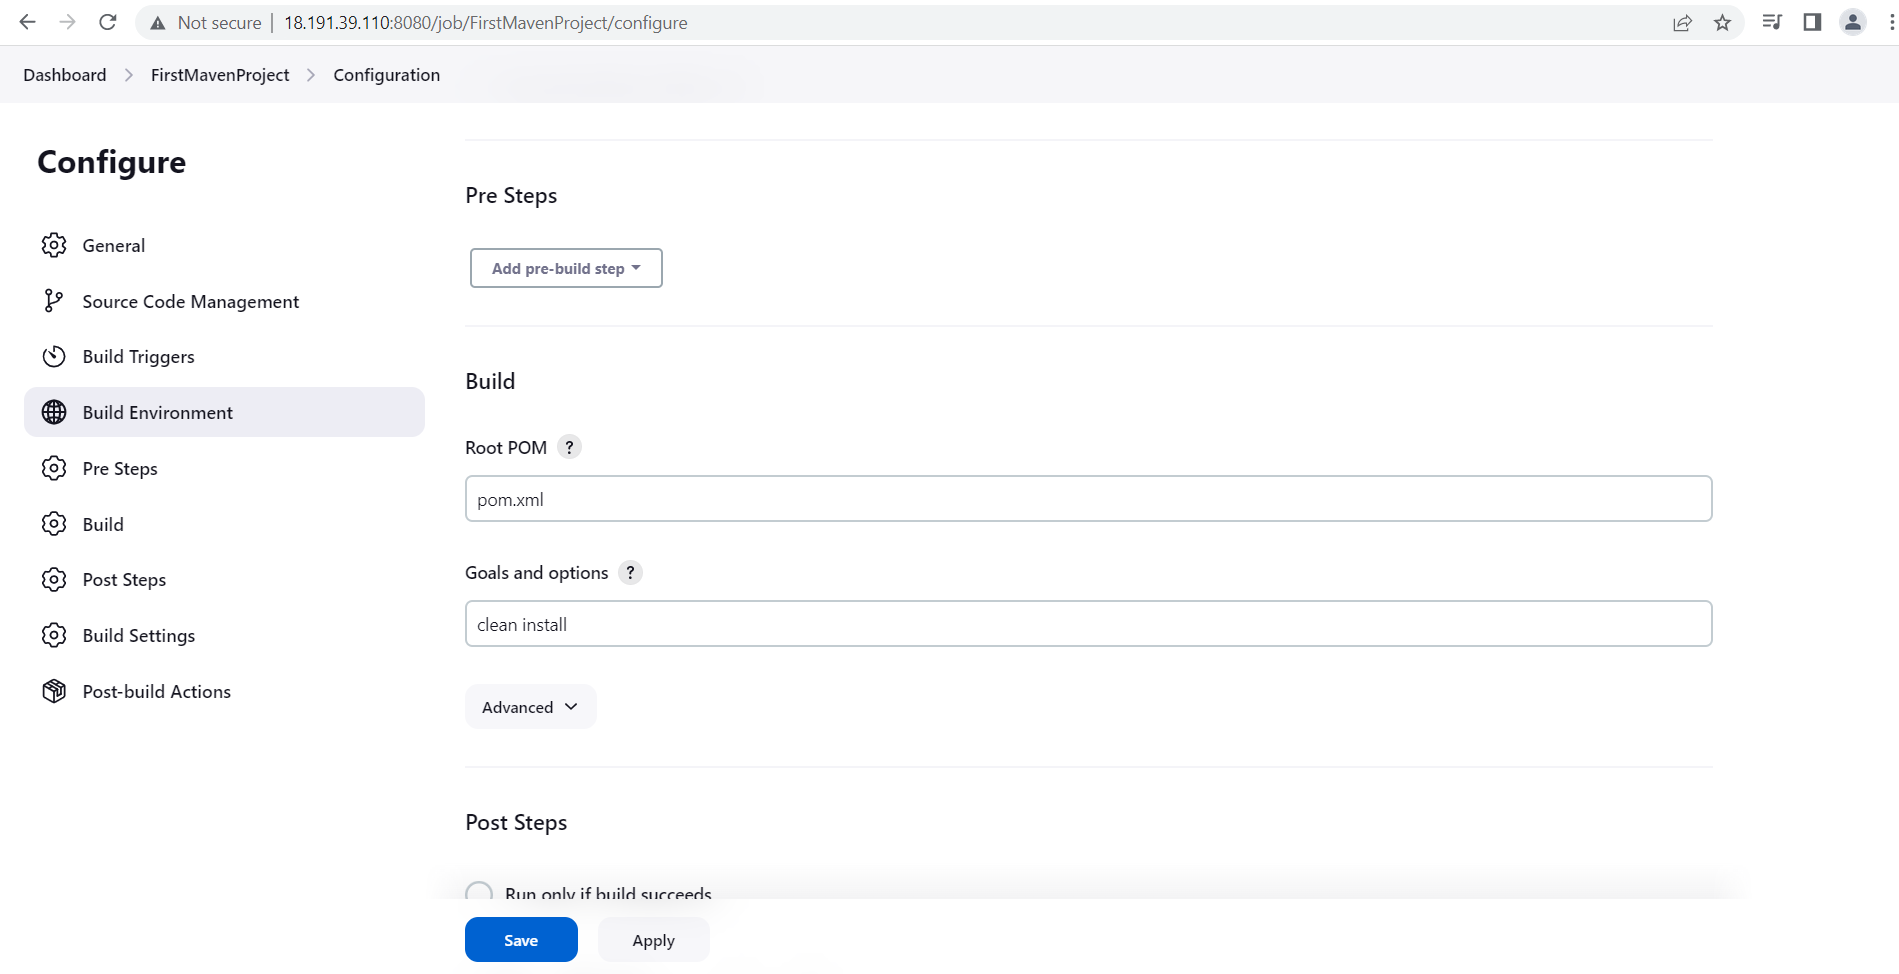 Not secure | 18.191.39.110:8080/job/FirstMavenProject/configure
Dashboard > FirstMavenProject > Configuration
Configure
General
Source Code Management
Build Triggers
Build Environment
Pre Steps
Build
Post Steps
Build Settings
Post-build Actions
Pre Steps
Add pre-build step
Build
Root POM ?
pom.xml
Goals and options ?
clean install
Advanced
Post Steps
Run only if build succeeds
Save Apply